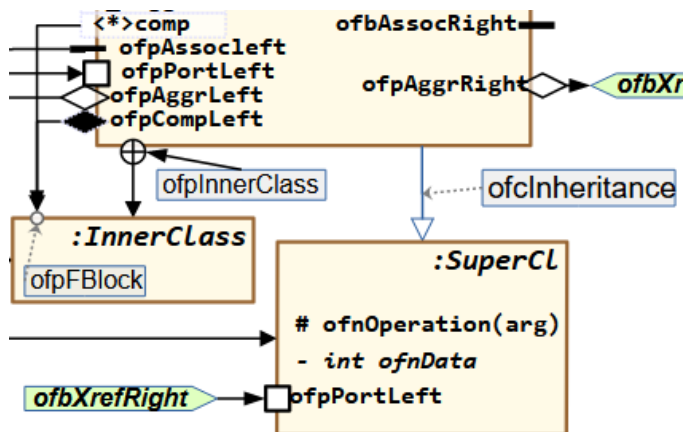 <*>comp
ofbAssocRight
ofpAssocleft
ofpPortLeft
ofpAggrRight
ofbXr
ofpAggrLeft
ofpCompLeft
ofpInnerClass
ofcInheritance
:InnerClass
ofpFBlock
:SuperCl
# ofnOperation(arg)
- int ofnData
ofbXrefRight
ofpPortLeft